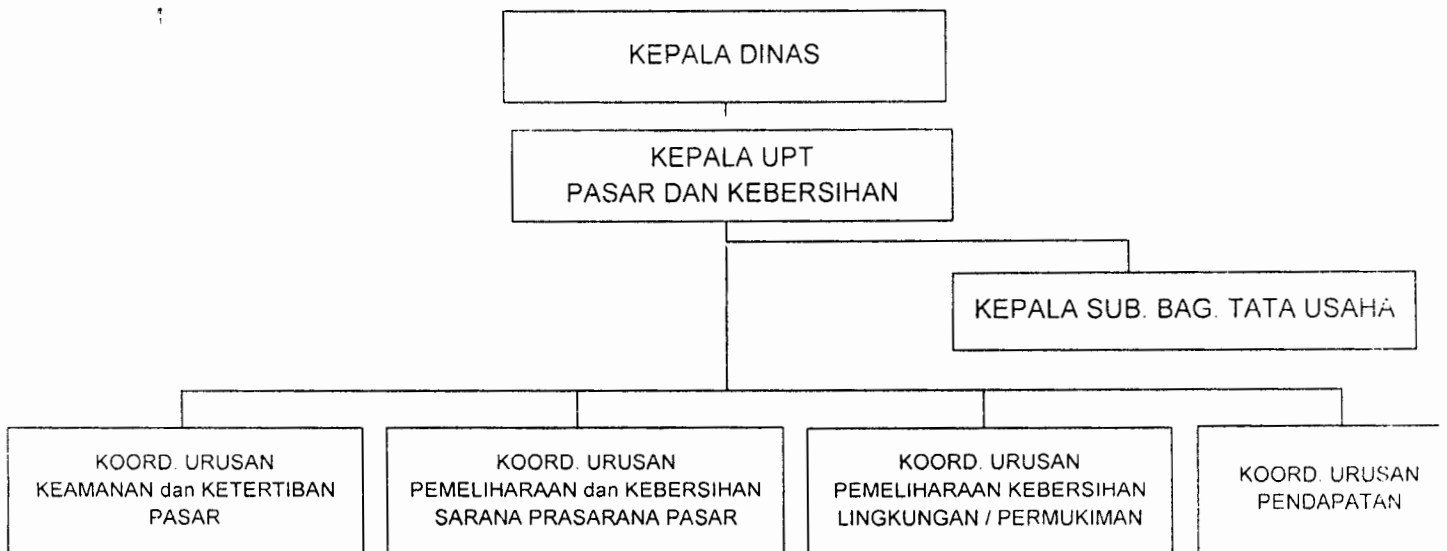 KEPALA DINAS
KEPALA UPT
PASAR DAN KEBERSIHAN
KEPALA SUB. BAG. TATA USAHA
KOORD. URUSAN
KEAMANAN dan KETERTIBAN
PASAR
KOORD. URUSAN
PEMELIHARAAN dan KEBERSIHAN
SARANA PRASARANA PASAR
KOORD. URUSAN
PEMELIHARAAN KEBERSIHAN
LINGKUNGAN / PERMUKIMAN
KOORD. URUSAN
PENDAPATAN